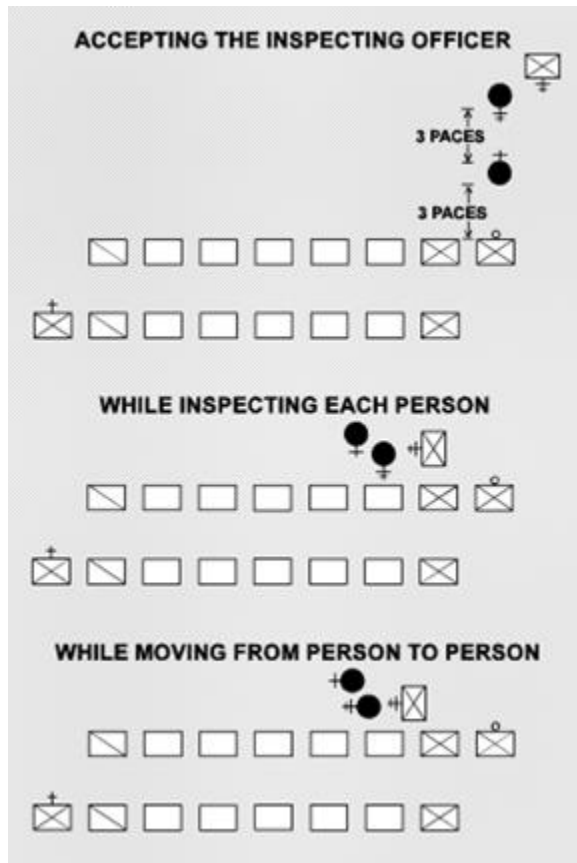 ACCEPTING THE INSPECTING OFFICER
3 PACES
3 PACES
WHILE INSPECTING EACH PERSON
WHILE MOVING FROM PERSON TO PERSON